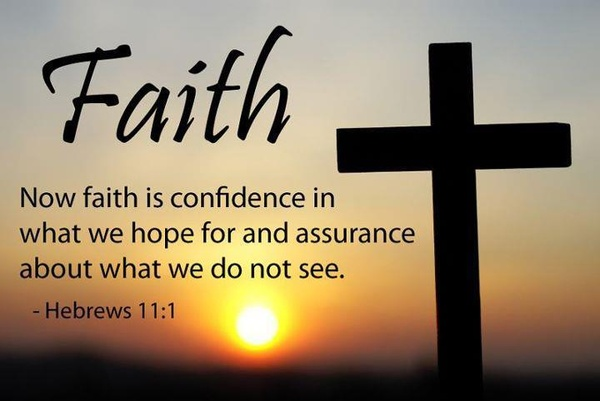 Faith
Now faith is confidence in
what we hope for and assurance
about what we do not see.
- Hebrews 11:1